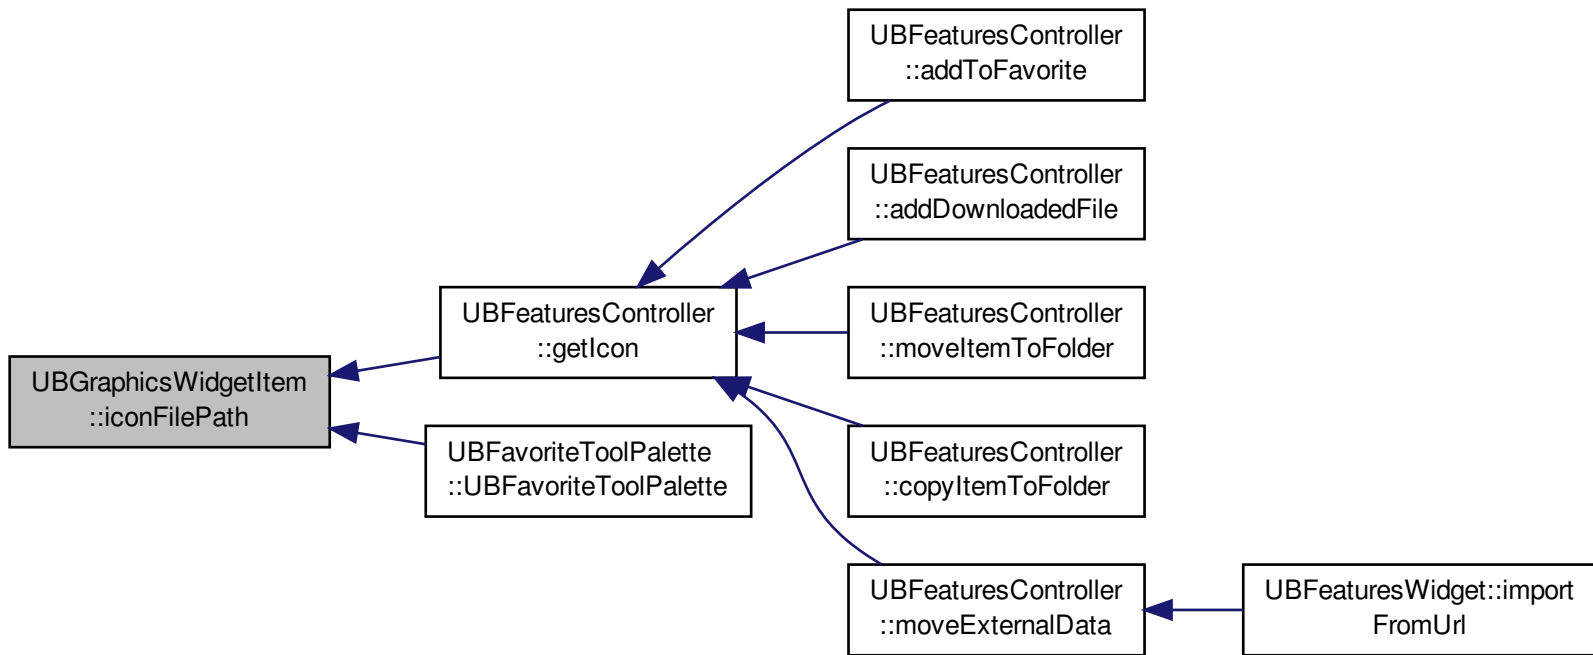 UBFeaturesController
::addToFavorite
UBFeaturesController
::addDownloadedFile
UBFeaturesController
::getIcon
UBFeaturesController
::moveItemToFolder
UBGraphicsWidgetItem
::iconFilePath
UBFavoriteToolPalette
::UBFavoriteToolPalette
UBFeaturesController
::copyItemToFolder
UBFeaturesController
::moveExternalData
UBFeaturesWidget::import
FromUrl